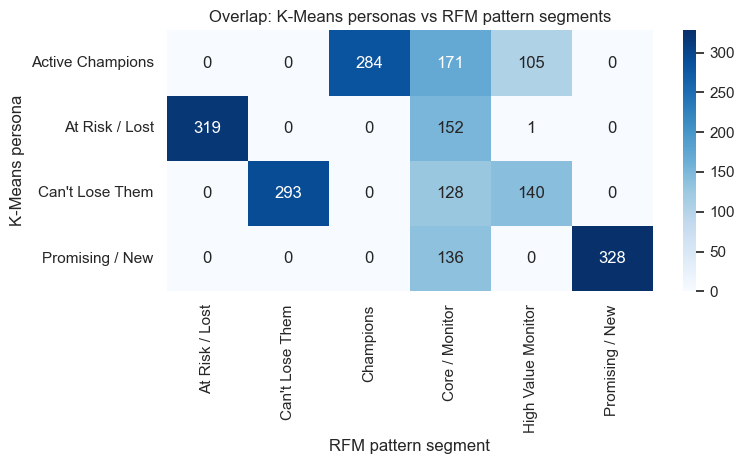 Overlap: K-Means personas vs RFM pattern segments
K-Means persona
Active Champions 0 0 284 171 105 0
At Risk / Lost 319 0 0 152 1 0
Can't Lose Them 0 293 0 128 140 0
Promising / New 0 0 0 136 0 328
At Risk / Lost
Can't Lose Them
Champions
Core / Monitor
High Value Monitor
Promising / New
RFM pattern segment
300
250
200
150
100
50
0